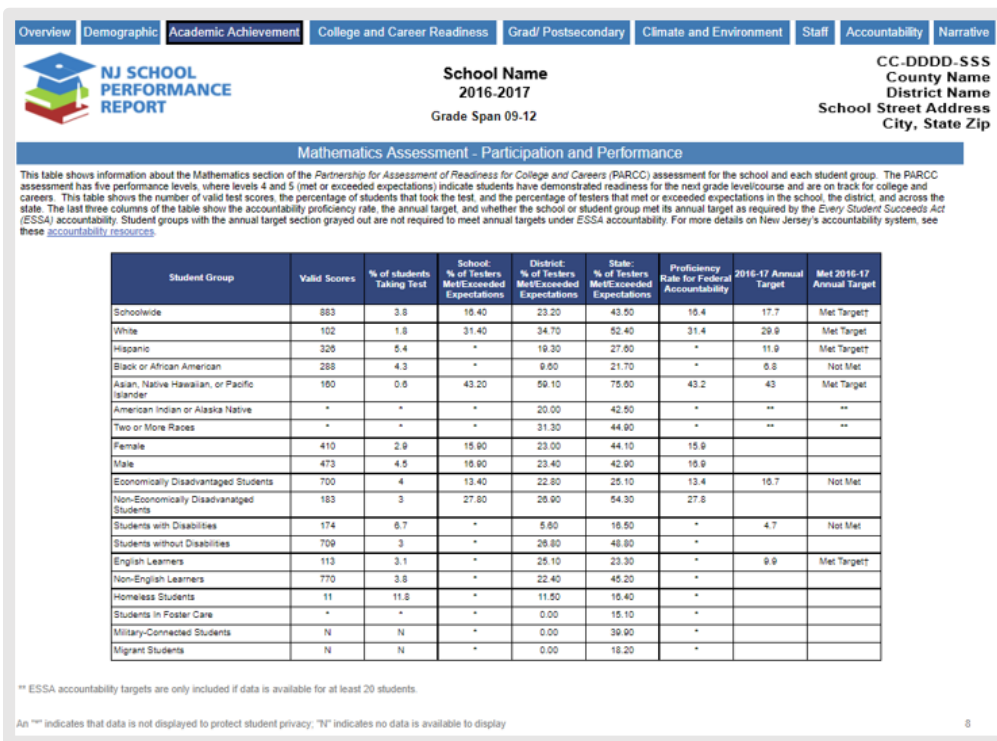 Overview Demographic Academic Achievement College and Career Readiness Grad/ Postsecondary Climate and Environment Staff Accountability Narrative
NJ SCHOOL
PERFORMANCE
REPORT
School Name
2016-2017
Grade Span 09-12
CC-DDDD-SSS
County Name
District Name
School Street Address
City, State Zip
Mathematics Assessment - Participation and Performance
This table shows information about the Mathematics section of the Partnership for Assessment of Readiness for College and Careers (PARCC) assessment for the school and each student group. The PARCC
assessment has five performance levels, where levels 4 and 5 (met or exceeded expectations) indicate students have demonstrated readiness for the next grade level/course and are on track for college and
careers. This table shows the number of valid test scores, the percentage of students that took the test, and the percentage of testers that met or exceeded expectations in the school, the district, and across the
state. The last three columns of the table show the accountability proficiency rate, the annual target, and whether the school or student group met its annual target as required by the Every Student Succeeds Act
(ESSA) accountability. Student groups with the annual target section grayed out are not required to meet annual targets under ESSA accountability. For more details on New Jersey's accountability system, see
these accountability resources.
Student Group Valid Scores % of students Taking Test School: % of Testers Met/Exceeded Expectations District: % of Testers Met/Exceeded Expectations State: % of Testers Met/Exceeded Expectations Proficiency Rate for Federal Accountability 2016-17 Annual Target Met 2016-17 Annual Target
Schoolwide 883 3.8 16.40 23.20 43.50 16.4 17.7 Met Target†
White 102 1.8 31.40 34.70 52.40 31.4 29.9 Met Target
Hispanic 326 5.4 * 19.30 27.60 * 11.9 Met Target†
Black or African American 288 4.3 * 9.60 21.70 * 6.8 Not Met
Asian, Native Hawaiian, or Pacific Islander 160 0.6 43.20 59.10 75.60 43.2 43 Met Target
American Indian or Alaska Native * * * 20.00 42.50 * ** **
Two or More Races * * * 31.30 44.90 * ** **
Female 410 2.9 15.90 23.00 44.10 15.9
Male 473 4.5 16.90 23.40 42.90 16.9
Economically Disadvantaged Students 700 4 13.40 22.80 25.10 13.4 16.7 Not Met
Non-Economically Disadvanatged Students 183 3 27.80 26.90 54.30 27.8
Students with Disabilities 174 6.7 * 5.60 16.50 * 4.7 Not Met
Students without Disabilities 709 3 * 26.80 48.80 *
English Learners 113 3.1 * 25.10 23.30 * 9.9 Met Target†
Non-English Learners 770 3.8 * 22.40 45.20 *
Homeless Students 11 11.8 * 11.50 16.40 *
Students In Foster Care * * * 0.00 15.10 *
Military-Connected Students N N * 0.00 39.90 *
Migrant Students N N * 0.00 18.20 *
** ESSA accountability targets are only included if data is available for at least 20 students.
An "*" indicates that data is not displayed to protect student privacy; "N" indicates no data is available to display
8